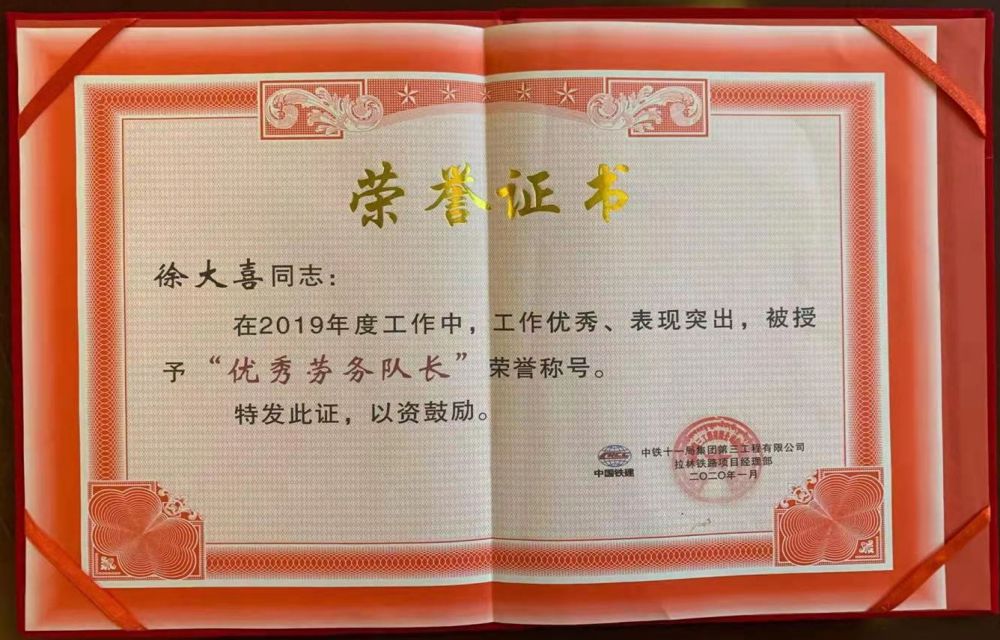 荣誉证书
徐大喜同志：
在2019年度工作中，工作优秀、表现突出，被授
予“优秀劳务队长”荣誉称号。
特发此证，以资鼓励。
中国铁建
中铁十一局集团第三工程有限公司
拉林铁路项目经理部
二〇二〇年一月